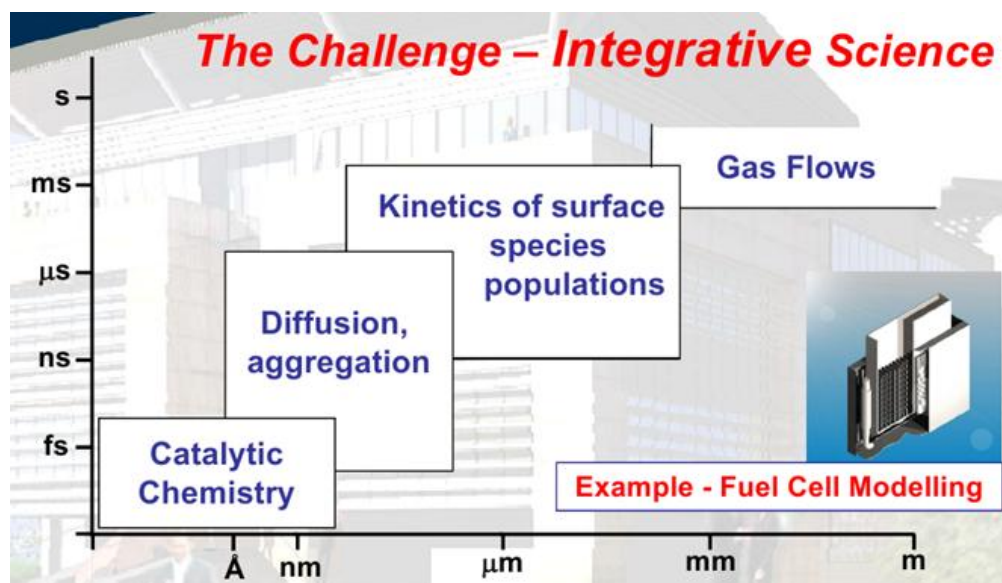 The Challenge – Integrative Science
s
ms
μs
ns
fs
Gas Flows
Kinetics of surface
species
populations
Diffusion,
aggregation
Catalytic
Chemistry
Example - Fuel Cell Modelling
Å nm μm mm m